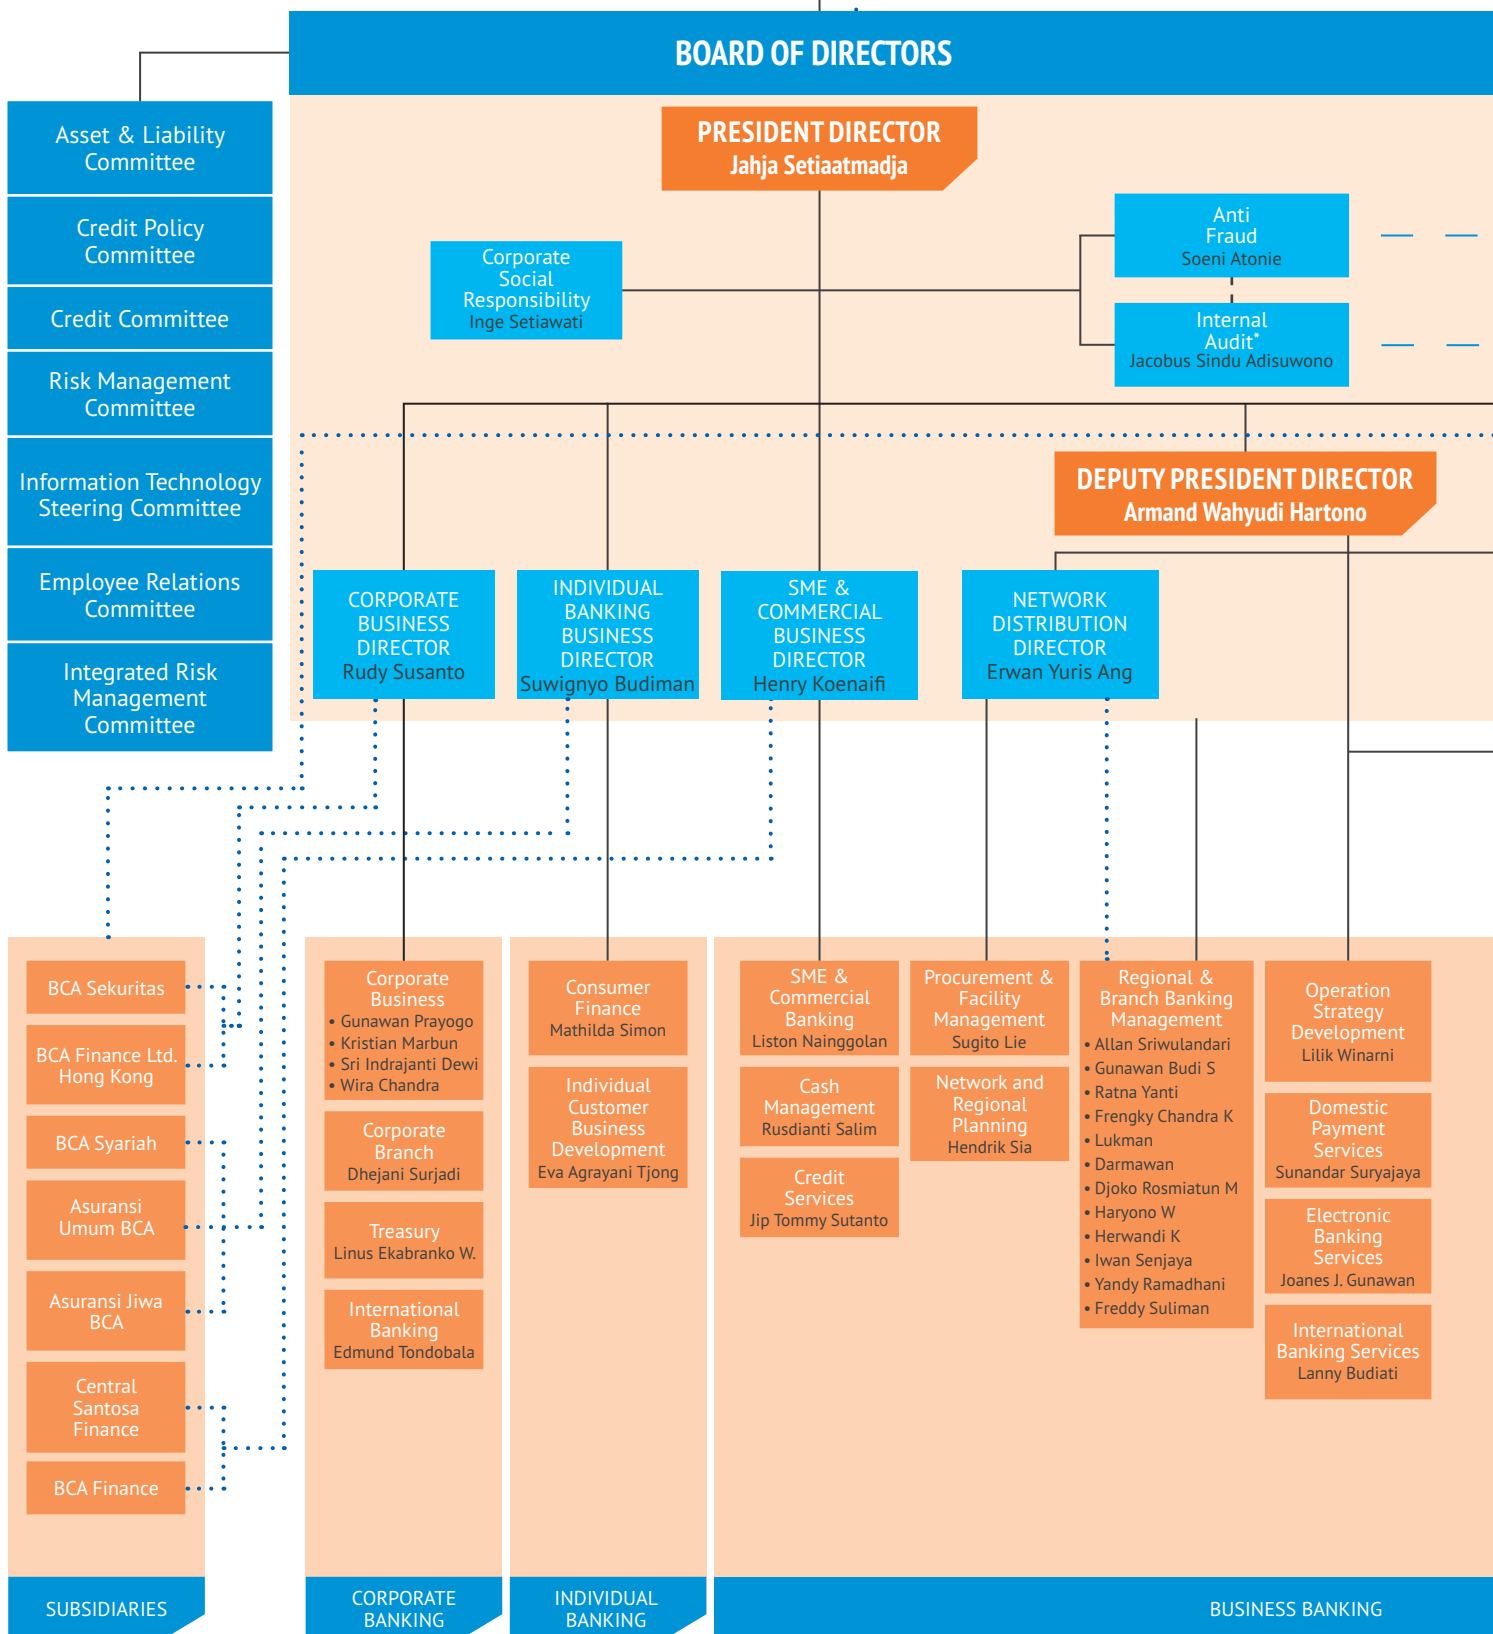 BOARD OF DIRECTORS
PRESIDENT DIRECTOR
Jahja Setiaatmadja
Asset & Liability
Committee
Credit Policy
Committee
Credit Committee
Risk Management
Committee
Information Technology
Steering Committee
Employee Relations
Committee
Integrated Risk
Management
Committee
Corporate
Social
Responsibility
Inge Setiawati
Anti
Fraud
Soeni Atonie
Internal
Audit*
Jacobus Sindu Adisuwono
DEPUTY PRESIDENT DIRECTOR
Armand Wahyudi Hartono
CORPORATE
BUSINESS
DIRECTOR
Rudy Susanto
INDIVIDUAL
BANKING
BUSINESS
DIRECTOR
Suwignyo Budiman
SME &
COMMERCIAL
BUSINESS
DIRECTOR
Henry Koenaifi
NETWORK
DISTRIBUTION
DIRECTOR
Erwan Yuris Ang
BCA Sekuritas
BCA Finance Ltd.
Hong Kong
BCA Syariah
Asuransi
Umum BCA
Asuransi Jiwa
BCA
Central
Santosa
Finance
BCA Finance
SUBSIDIARIES
Corporate
Business
• Gunawan Prayogo
• Kristian Marbun
• Sri Indrajanti Dewi
• Wira Chandra
Corporate
Branch
Dhejani Surjadi
Treasury
Linus Ekabranko W.
International
Banking
Edmund Tondobala
CORPORATE
BANKING
Consumer
Finance
Mathilda Simon
Individual
Customer
Business
Development
Eva Agrayani Tjong
INDIVIDUAL
BANKING
SME &
Commercial
Banking
Liston Nainggolan
Cash
Management
Rusdianti Salim
Credit
Services
Jip Tommy Sutanto
Procurement &
Facility
Management
Sugito Lie
Network and
Regional
Planning
Hendrik Sia
Regional &
Branch Banking
Management
• Allan Sriwulandari
• Gunawan Budi S
• Ratna Yanti
• Frengky Chandra K
• Lukman
• Darmawan
• Djoko Rosmiatun M
• Haryono W
• Herwandi K
• Iwan Senjaya
• Yandy Ramadhani
• Freddy Suliman
Operation
Strategy
Development
Lilik Winarni
Domestic
Payment
Services
Sunandar Suryajaya
Electronic
Banking
Services
Joanes J. Gunawan
International
Banking Services
Lanny Budiati
BUSINESS BANKING